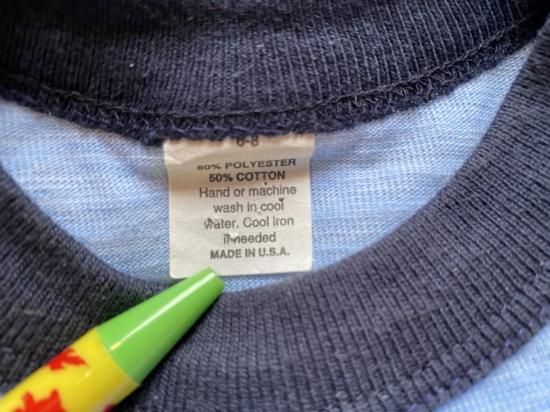 6-8
50% POLYESTER
50% COTTON
Hand or machine
wash in cool
water. Cool iron
if needed
MADE IN U.S.A.